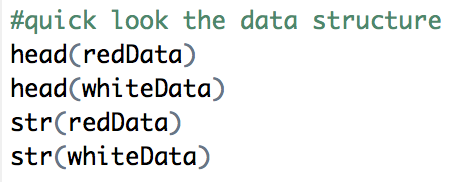 #quick look the data structure
head(redData)
head(whiteData)
str(redData)
str(whiteData)